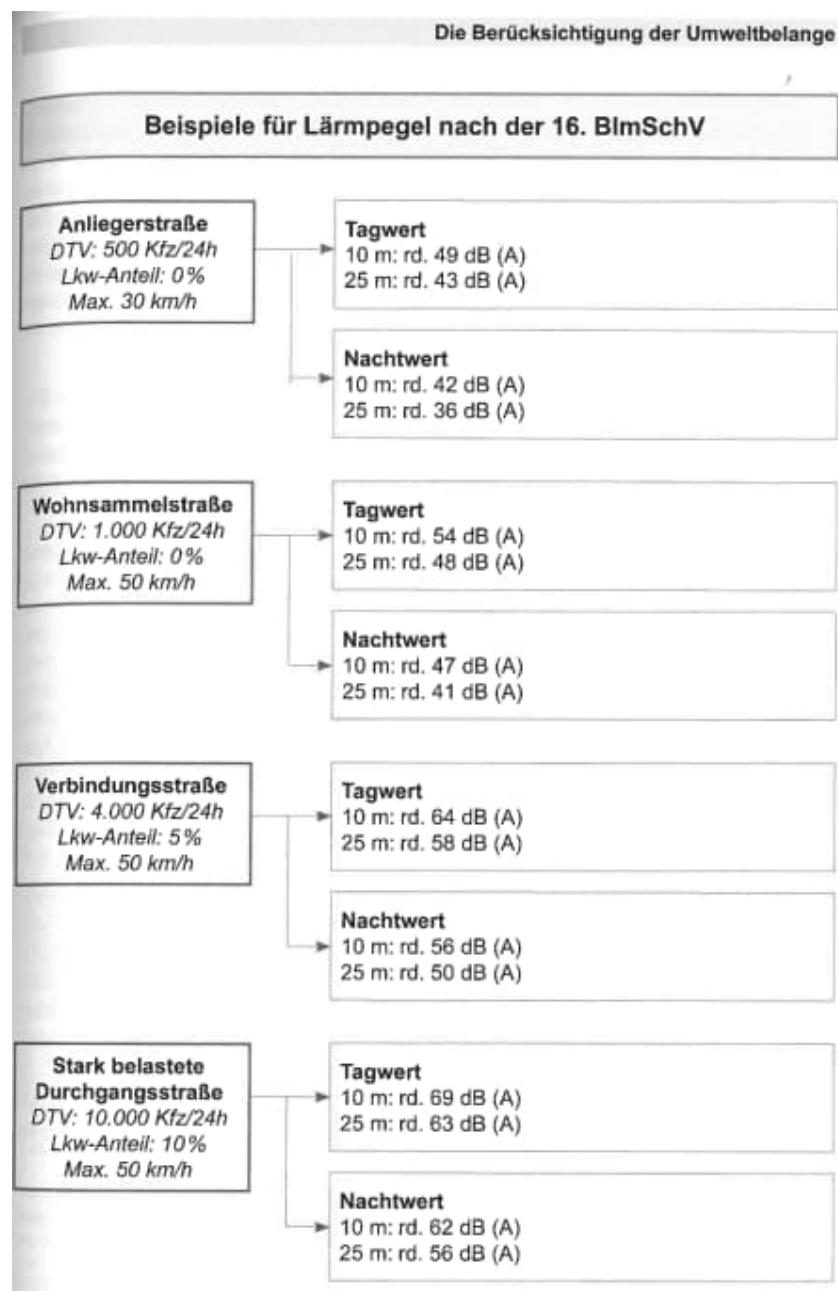 Die Berücksichtigung der Umweltbelange
Beispiele für Lärmpegel nach der 16. BImSchV
Anliegerstraße
DTV: 500 Kfz/24h
Lkw-Anteil: 0%
Max. 30 km/h
Tagwert
10 m: rd. 49 dB (A)
25 m: rd. 43 dB (A)
Nachtwert
10 m: rd. 42 dB (A)
25 m: rd. 36 dB (A)
Wohnsammelstraße
DTV: 1.000 Kfz/24h
Lkw-Anteil: 0%
Max. 50 km/h
Tagwert
10 m: rd. 54 dB (A)
25 m: rd. 48 dB (A)
Nachtwert
10 m: rd. 47 dB (A)
25 m: rd. 41 dB (A)
Verbindungsstraße
DTV: 4.000 Kfz/24h
Lkw-Anteil: 5%
Max. 50 km/h
Tagwert
10 m: rd. 64 dB (A)
25 m: rd. 58 dB (A)
Nachtwert
10 m: rd. 56 dB (A)
25 m: rd. 50 dB (A)
Stark belastete
Durchgangsstraße
DTV: 10.000 Kfz/24h
Lkw-Anteil: 10%
Max. 50 km/h
Tagwert
10 m: rd. 69 dB (A)
25 m: rd. 63 dB (A)
Nachtwert
10 m: rd. 62 dB (A)
25 m: rd. 56 dB (A)